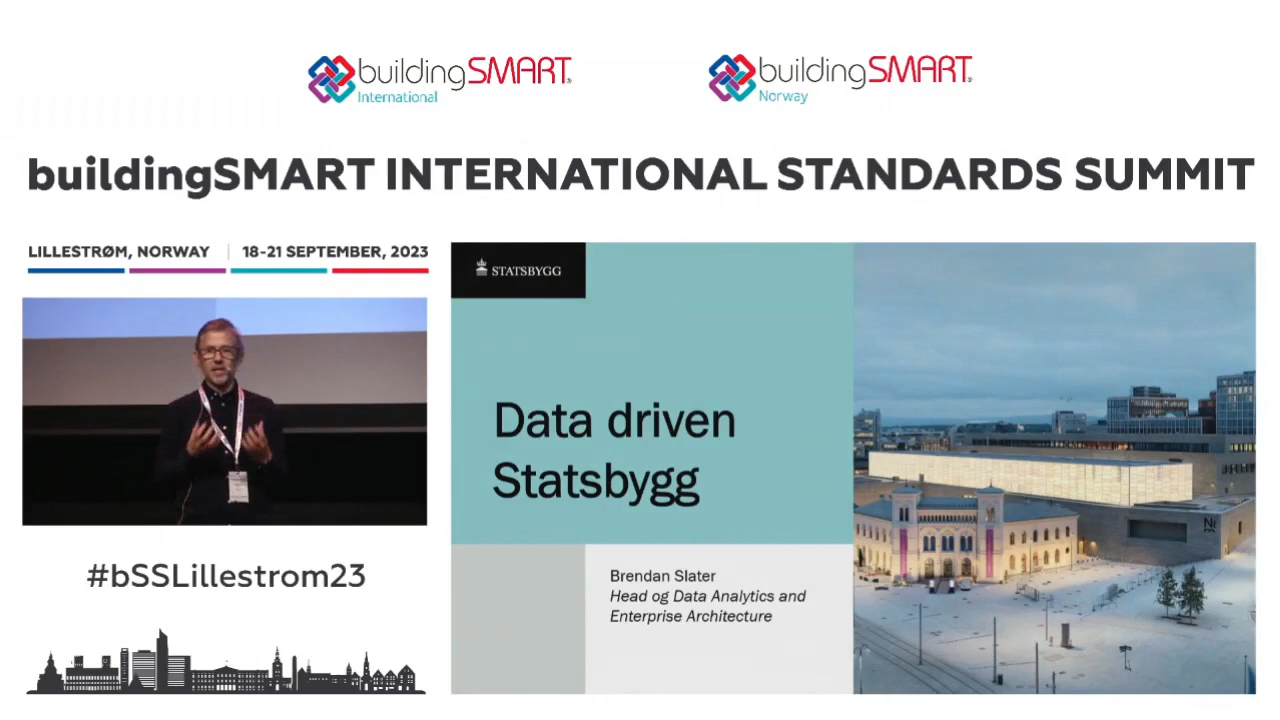 buildingSMART®
International
buildingSMART®
Norway
buildingSMART INTERNATIONAL STANDARDS SUMMIT
LILLESTRØM, NORWAY | 18-21 SEPTEMBER, 2023
STATSBYGG
Data driven
Statsbygg
Brendan Slater
Head og Data Analytics and
Enterprise Architecture
#bSSLillestrom23